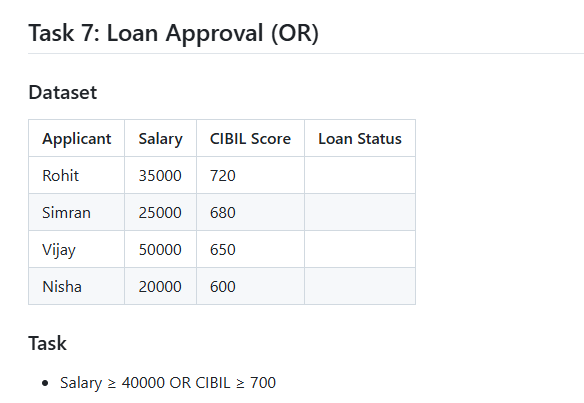 Task 7: Loan Approval (OR)
Dataset
Applicant Salary CIBIL Score Loan Status
Rohit 35000 720
Simran 25000 680
Vijay 50000 650
Nisha 20000 600
Task
• Salary ≥ 40000 OR CIBIL ≥ 700